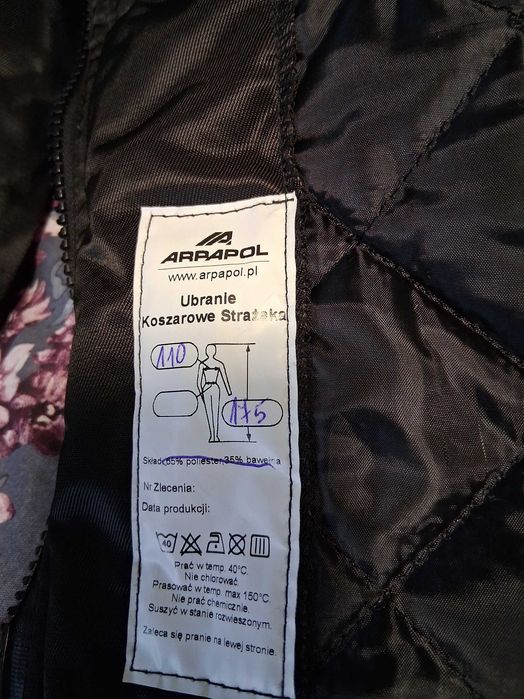 ARPAPOL
www.arpapol.pl
Ubranie
Koszarowe Strażaka
110
175
Skład: 65% poliester, 35% bawełna
Nr Zlecenia:
Data produkcji:
40
Prać w temp. 40°C.
Nie chlorować.
Prasować w temp. max 150°C
Nie prać chemicznie.
Suszyć w stanie rozwieszonym.
Zaleca się pranie na lewej stronie.